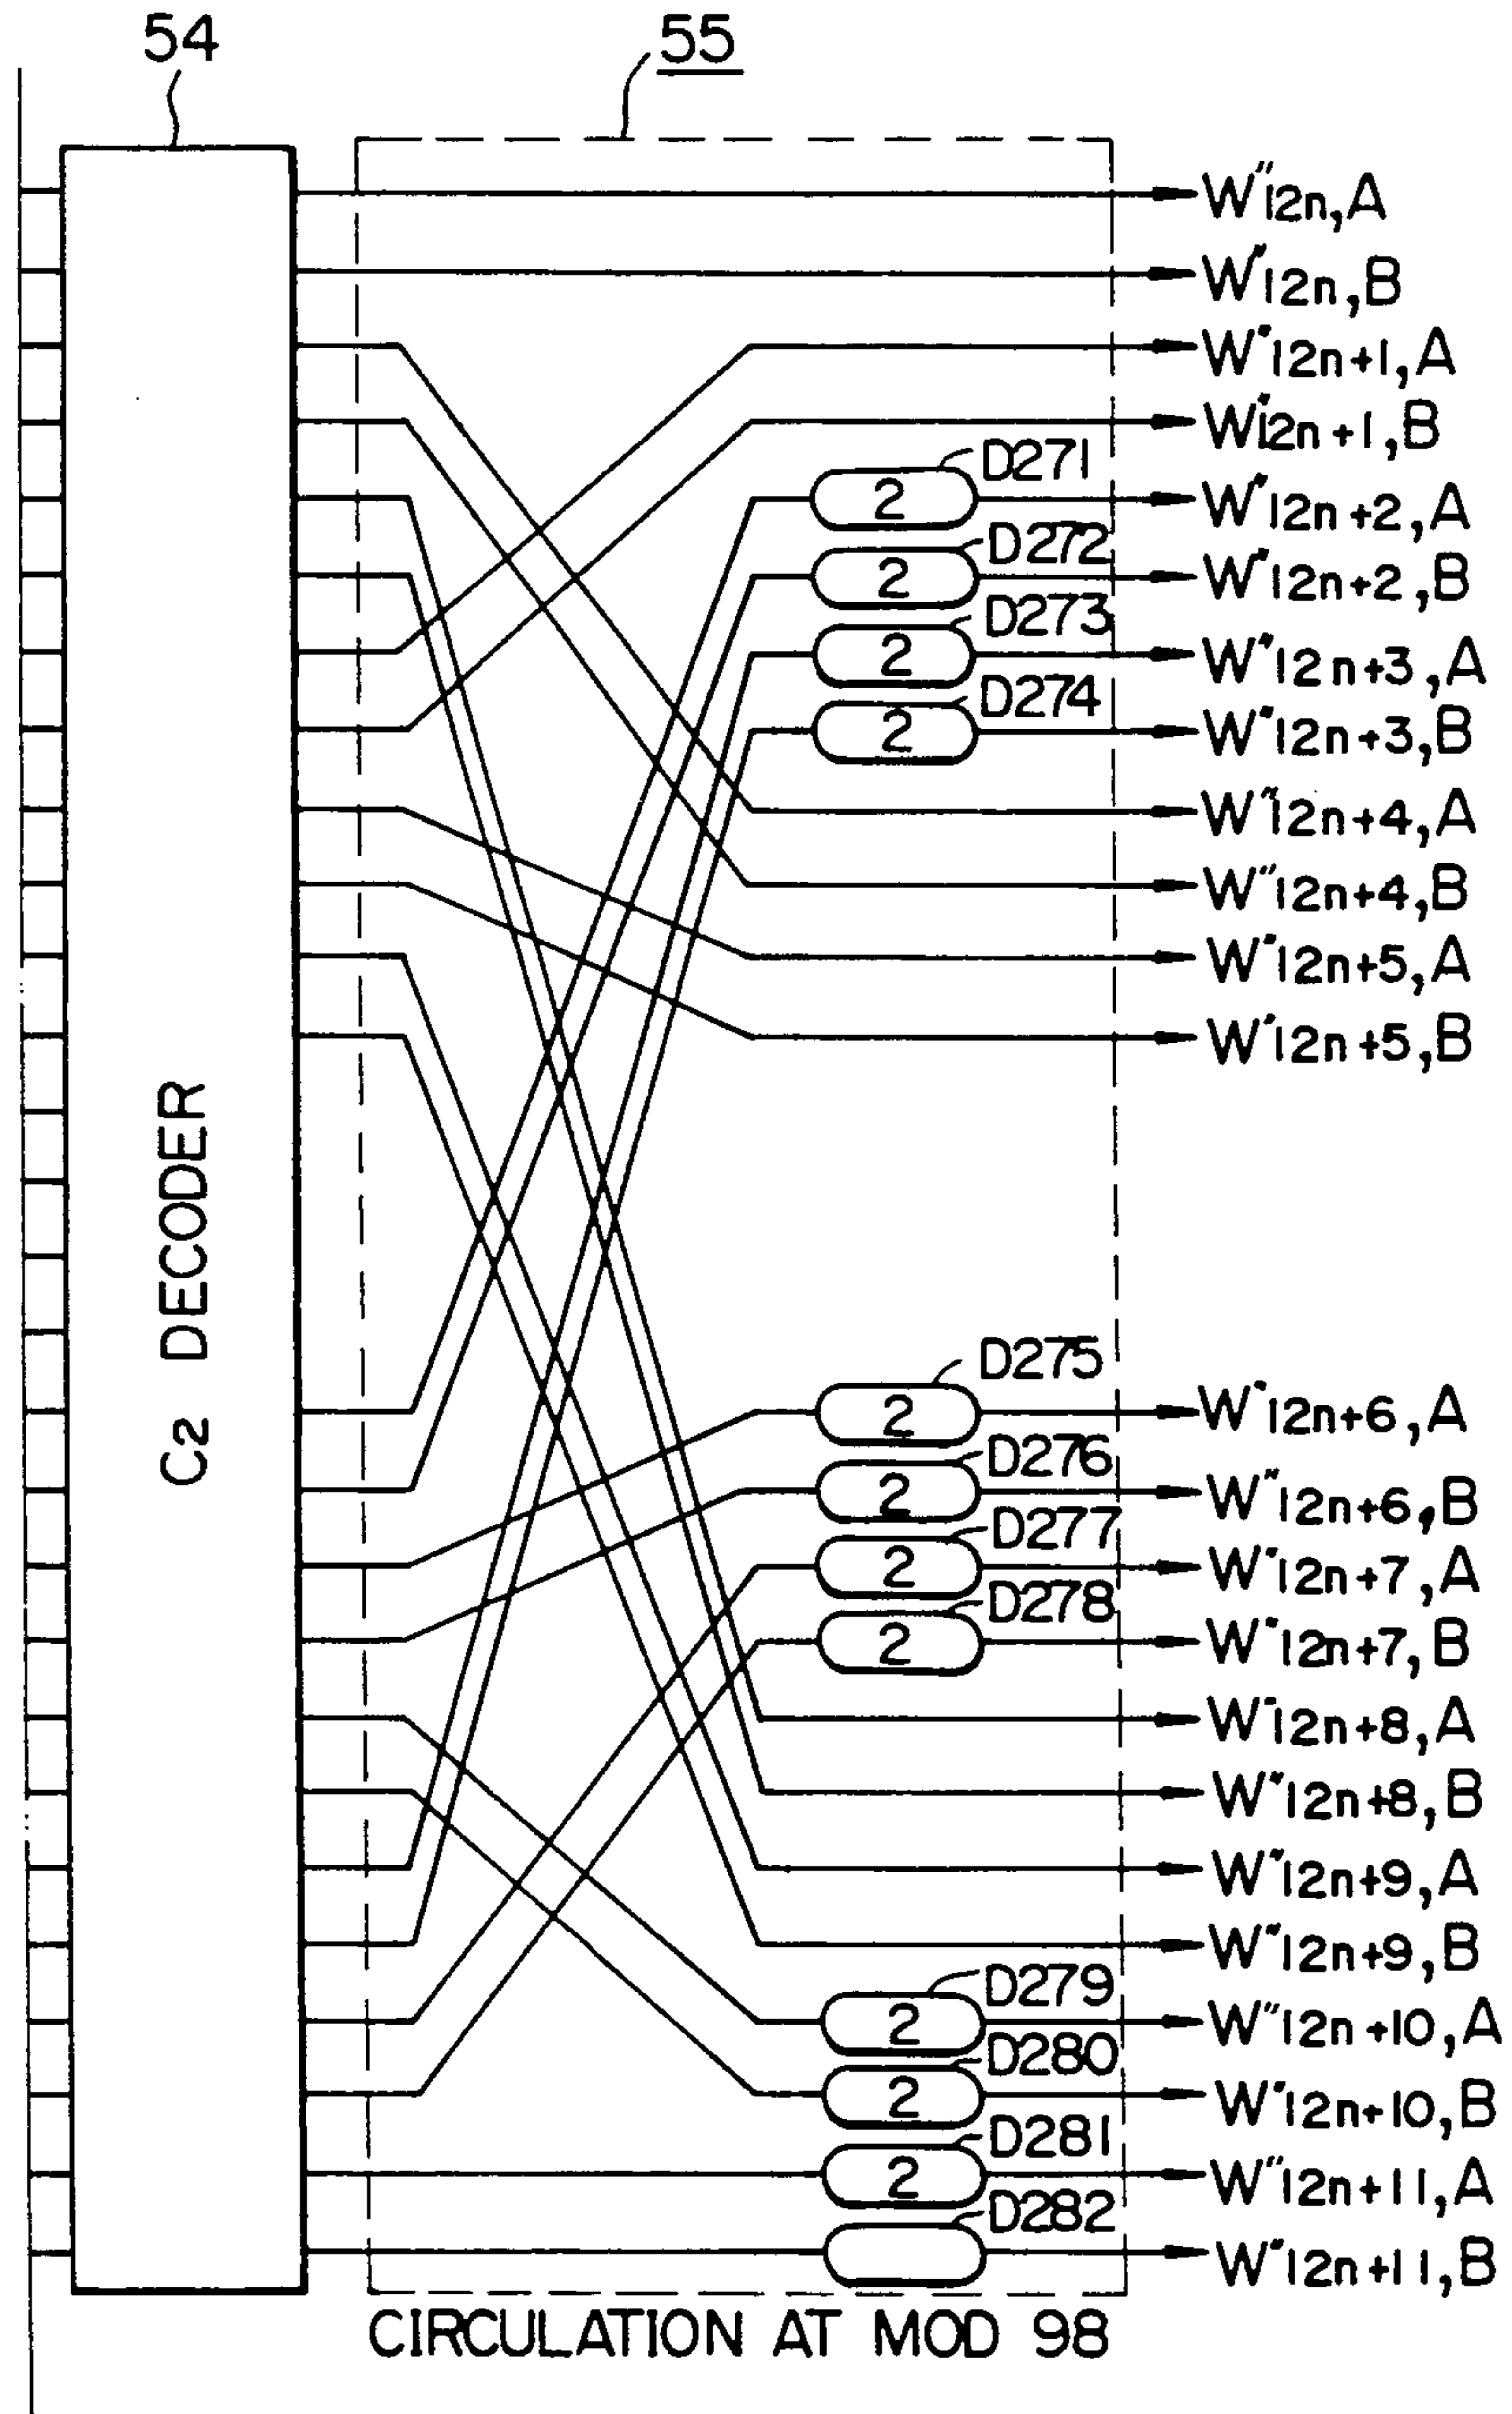 54
55
W"12n,A
W"12n,B
W"12n+1,A
W"12n+1,B
D271
2
W"12n+2,A
D272
2
W"12n+2,B
D273
2
W"12n+3,A
D274
2
W"12n+3,B
W"12n+4,A
W"12n+4,B
W"12n+5,A
W"12n+5,B
C2 DECODER
D275
2
W"12n+6,A
D276
2
W"12n+6,B
D277
2
W"12n+7,A
D278
2
W"12n+7,B
W"12n+8,A
W"12n+8,B
W"12n+9,A
W"12n+9,B
D279
2
W"12n+10,A
D280
2
W"12n+10,B
D281
2
W"12n+11,A
D282
W"12n+11,B
CIRCULATION AT MOD 98